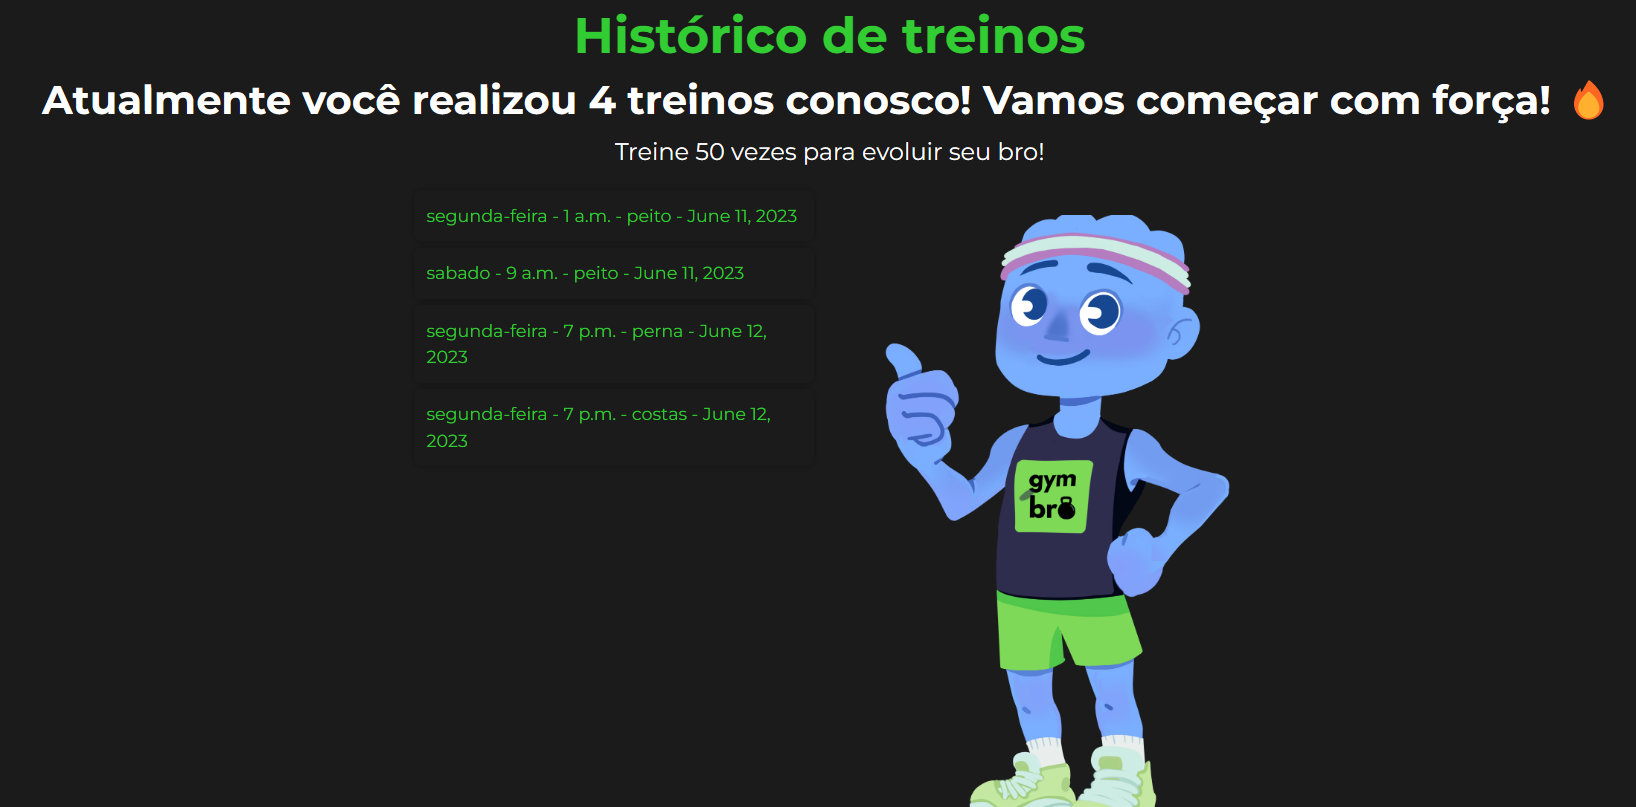 Histórico de treinos
Atualmente você realizou 4 treinos conosco! Vamos começar com força! 🔥
Treine 50 vezes para evoluir seu bro!
segunda-feira - 1 a.m. - peito - June 11, 2023
sabado - 9 a.m. - peito - June 11, 2023
segunda-feira - 7 p.m. - perna - June 12,
2023
segunda-feira - 7 p.m. - costas - June 12,
2023
gym
bro